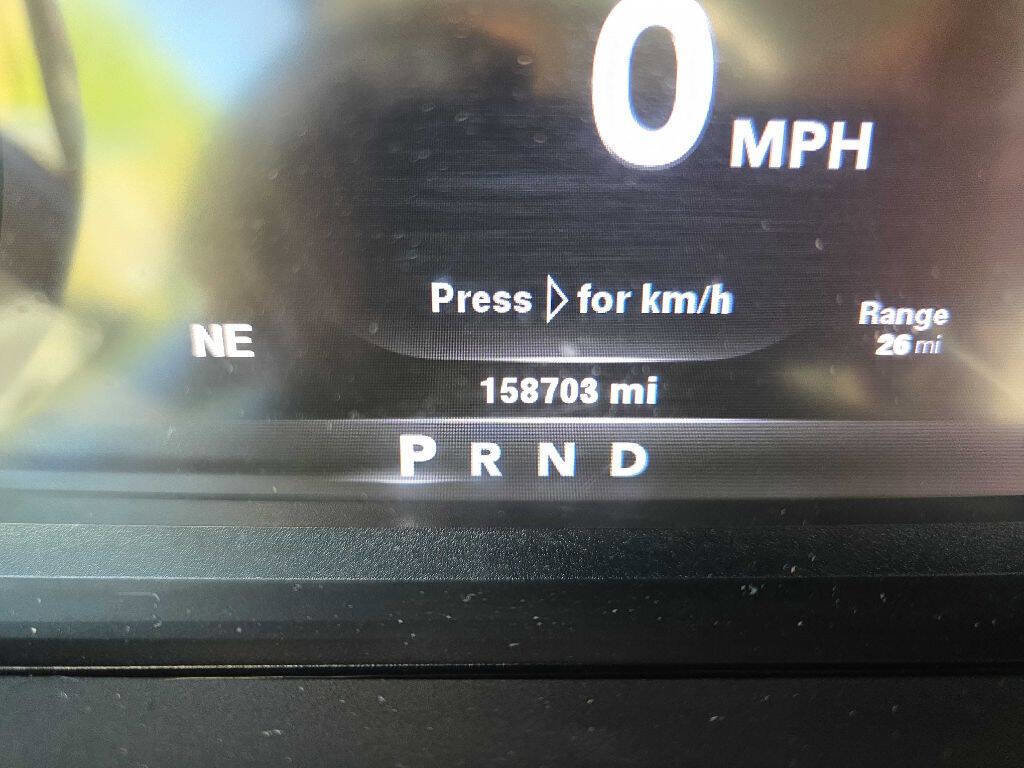 0 MPH
Press ▷ for km/h
Range
26 mi
NE
158703 mi
P R N D